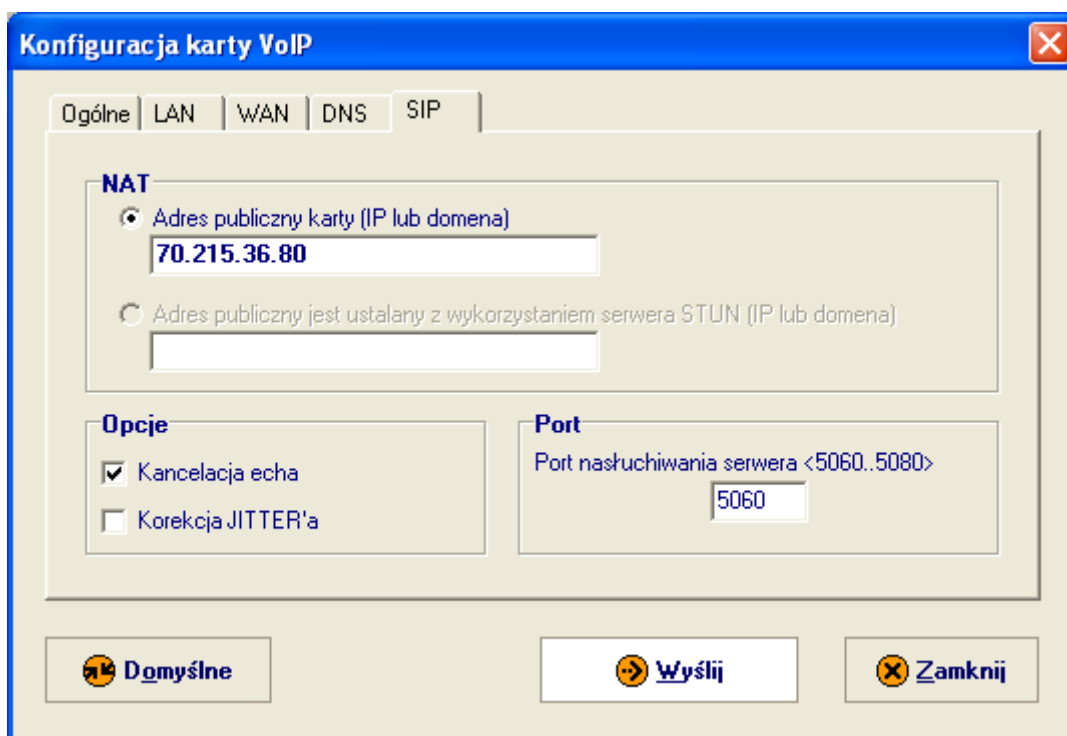 Konfiguracja karty VoIP
Ogólne LAN WAN DNS SIP
NAT
Adres publiczny karty (IP lub domena)
70.215.36.80
Adres publiczny jest ustalany z wykorzystaniem serwera STUN (IP lub domena)
Opcje
Kancelacja echa
Korekcja JITTER'a
Port
Port nasłuchiwania serwera <5060..5080>
5060
Domyślne Wyślij Zamknij